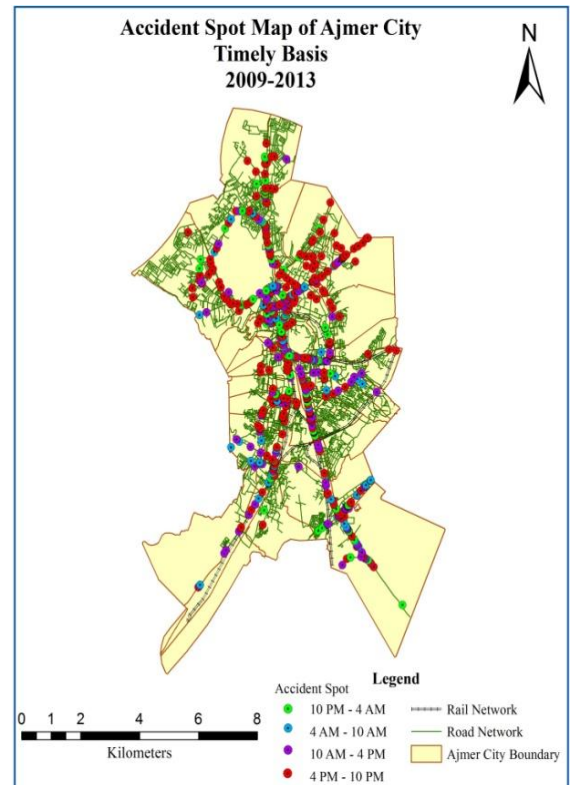 Accident Spot Map of Ajmer City
Timely Basis
2009-2013
N
Legend
Accident Spot
10 PM - 4 AM
4 AM - 10 AM
10 AM - 4 PM
4 PM - 10 PM
Rail Network
Road Network
Ajmer City Boundary
0 1 2 4 6 8
Kilometers